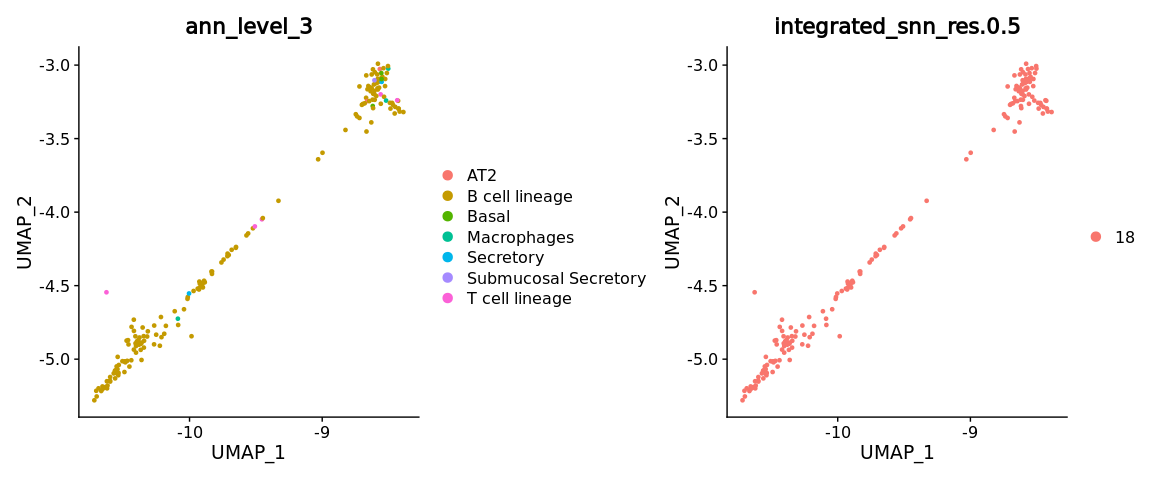 ann_level_3
UMAP_2
-3.0
-3.5
-4.0
-4.5
-5.0
-10
-9
UMAP_1
AT2
B cell lineage
Basal
Macrophages
Secretory
Submucosal Secretory
T cell lineage
integrated_snn_res.0.5
UMAP_2
-3.0
-3.5
-4.0
-4.5
-5.0
-10
-9
UMAP_1
18